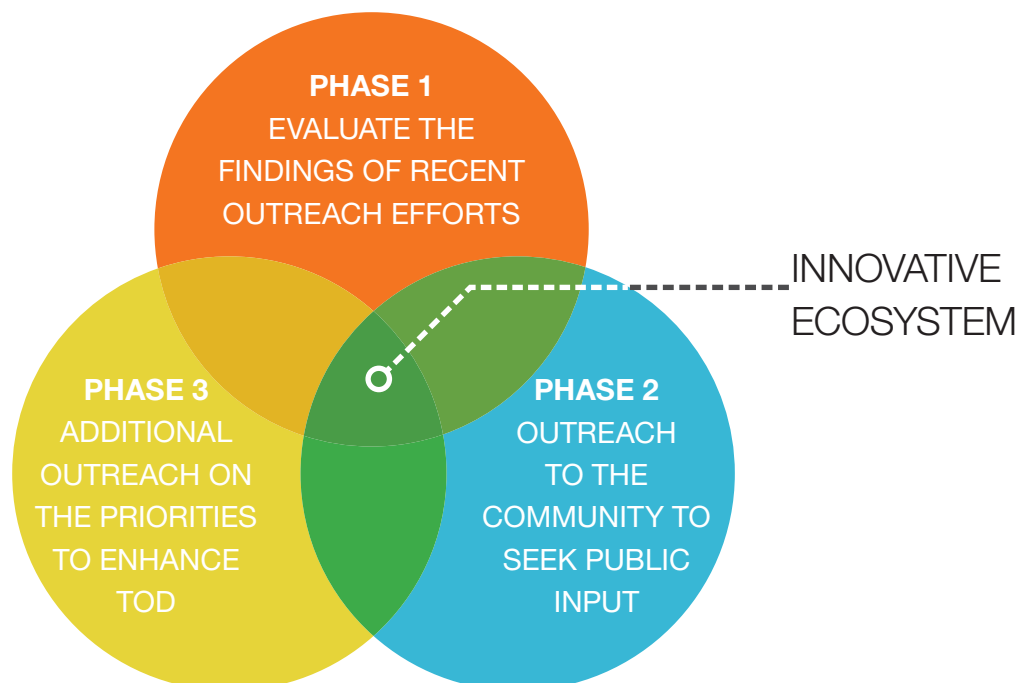 PHASE 1
EVALUATE THE
FINDINGS OF RECENT
OUTREACH EFFORTS
INNOVATIVE
ECOSYSTEM
PHASE 3
ADDITIONAL
OUTREACH ON
THE PRIORITIES
TO ENHANCE
TOD
PHASE 2
OUTREACH
TO THE
COMMUNITY TO
SEEK PUBLIC
INPUT